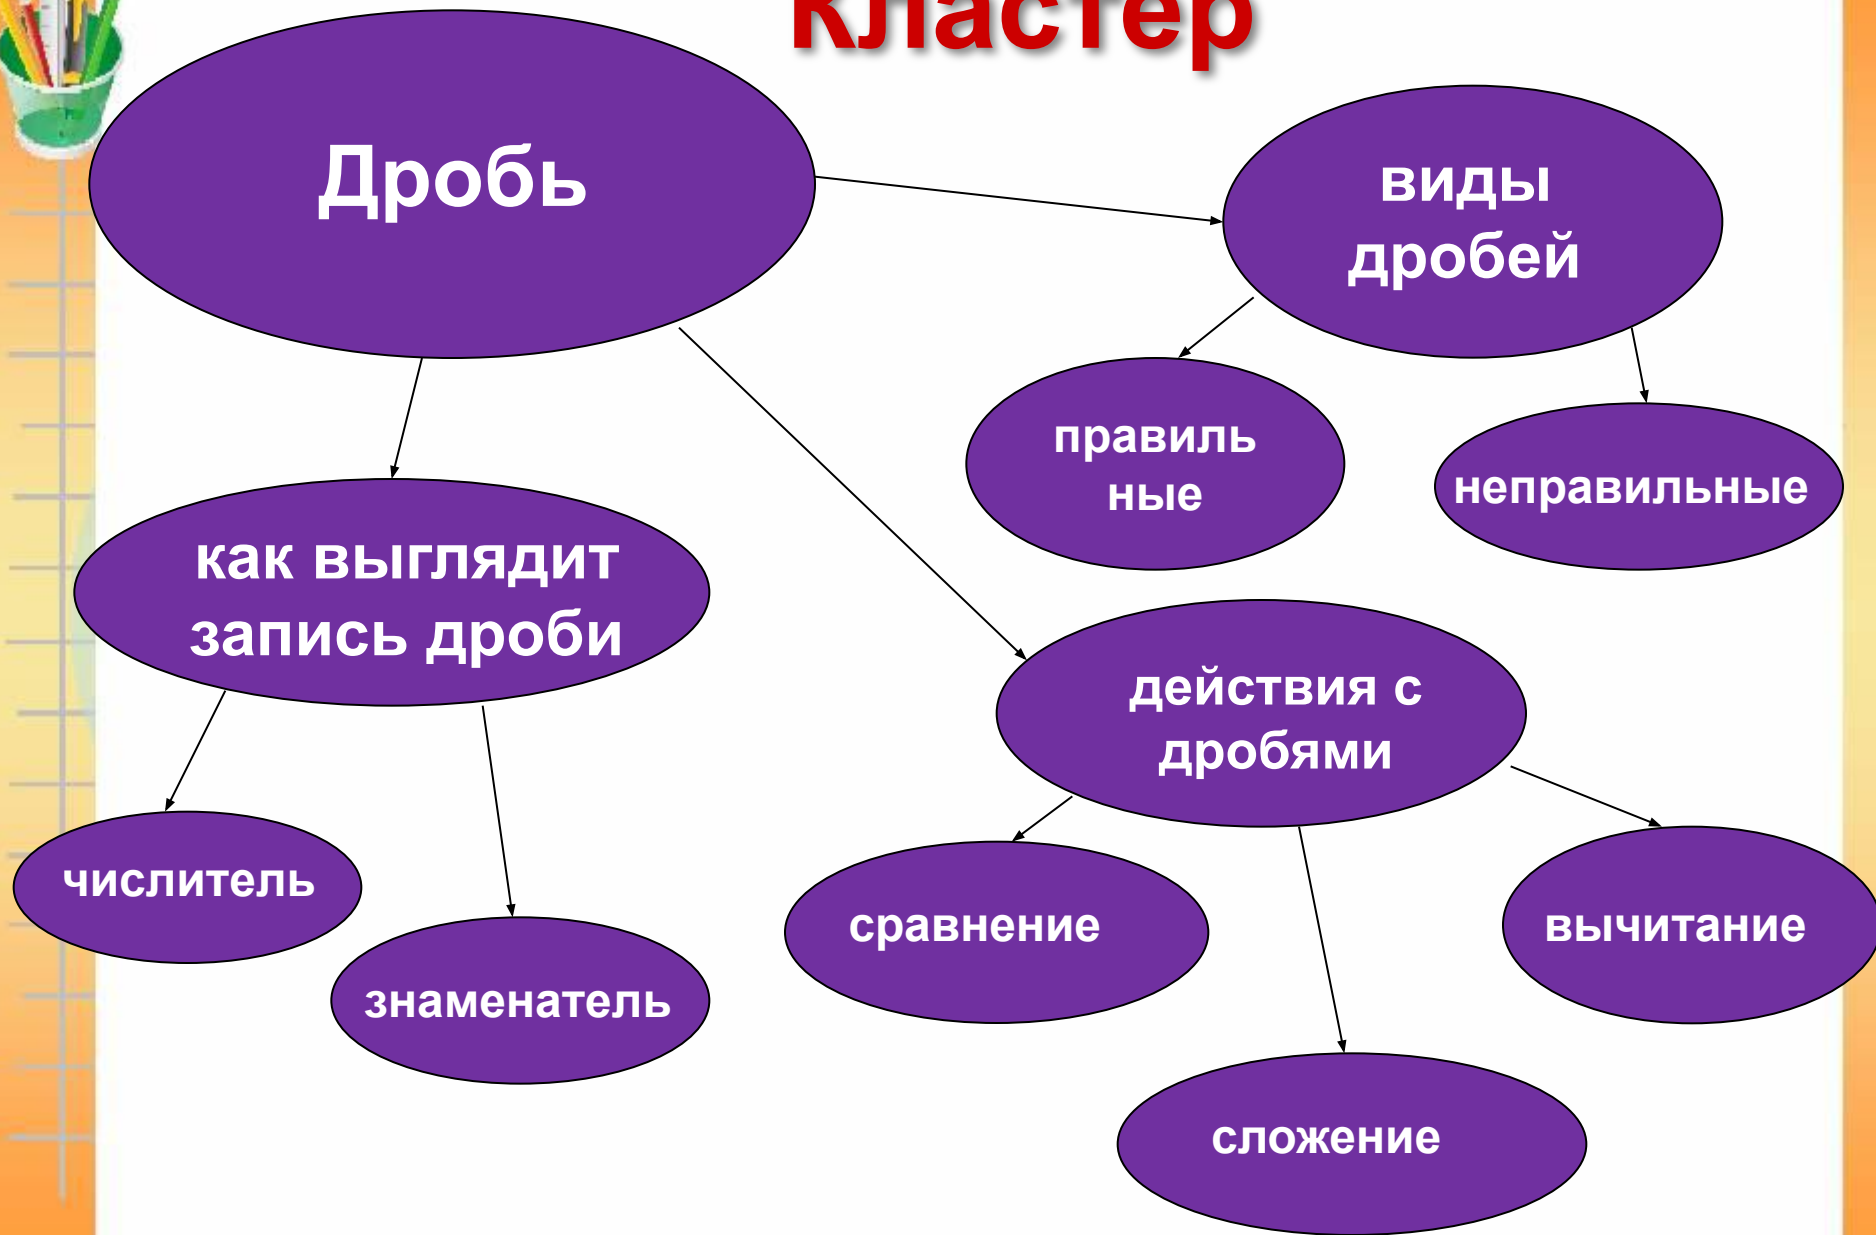 Кластер
Дробь
виды
дробей
правиль
ные
неправильные
как выглядит
запись дроби
действия с
дробями
числитель
знаменатель
сравнение
вычитание
сложение